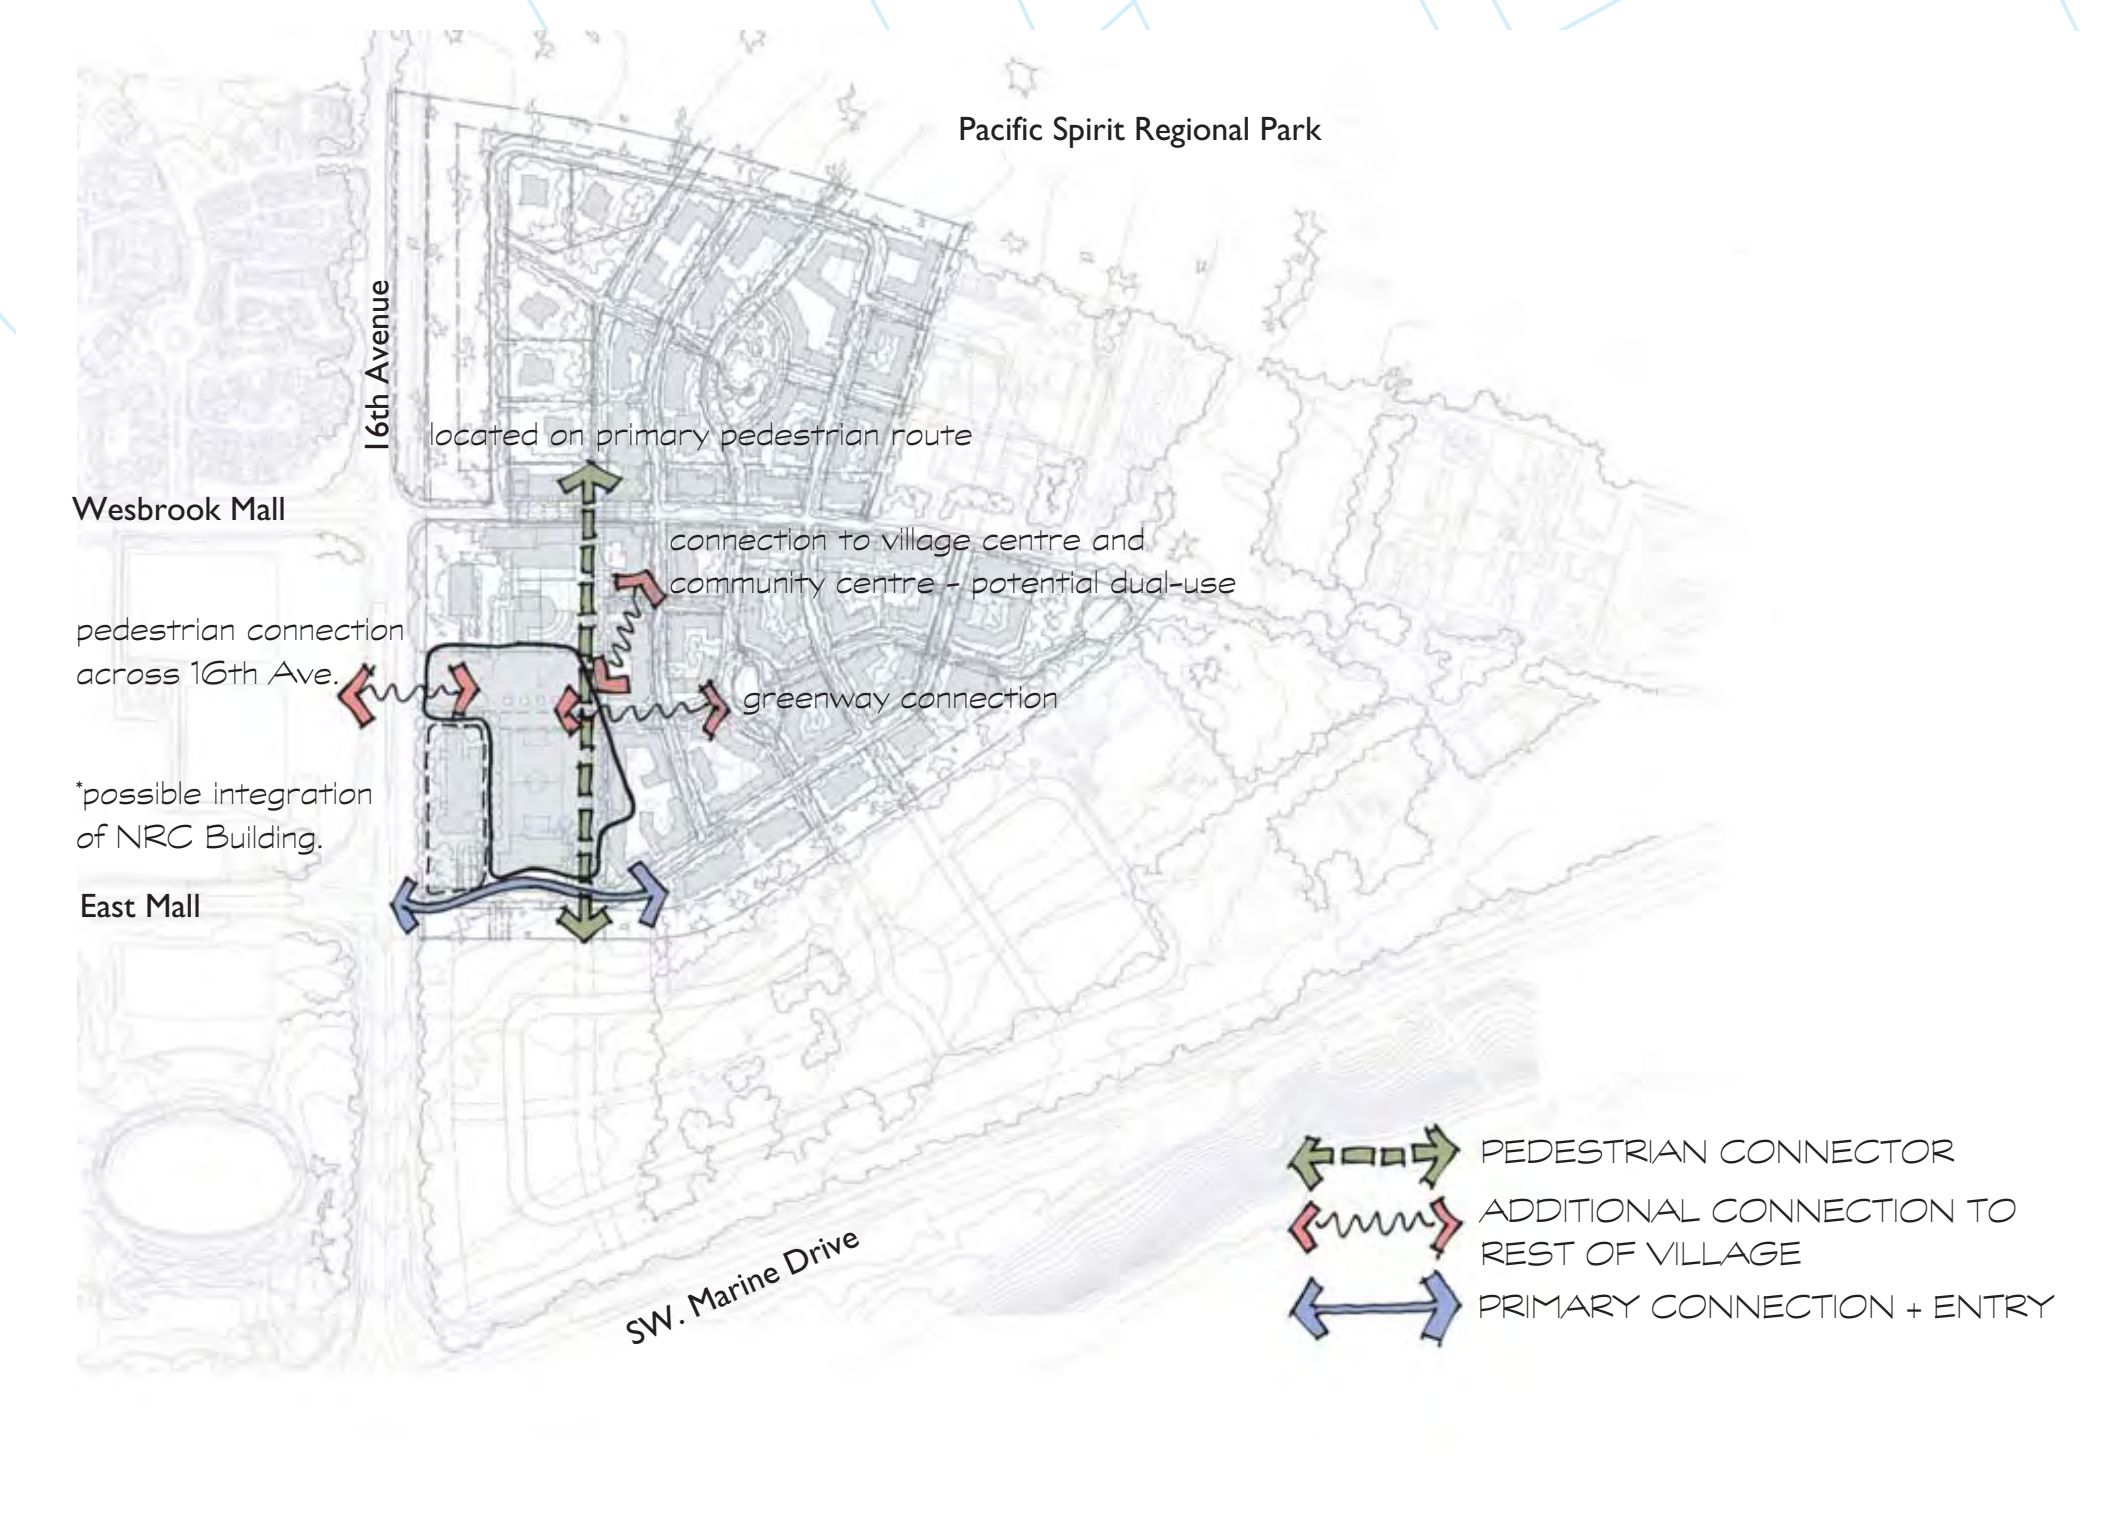 Pacific Spirit Regional Park
16th Avenue
located on primary pedestrian route
Wesbrook Mall
connection to village centre and
community centre - potential dual-use
pedestrian connection
across 16th Ave.
greenway connection
*possible integration
of NRC Building.
East Mall
SW. Marine Drive
PEDESTRIAN CONNECTOR
ADDITIONAL CONNECTION TO
REST OF VILLAGE
PRIMARY CONNECTION + ENTRY